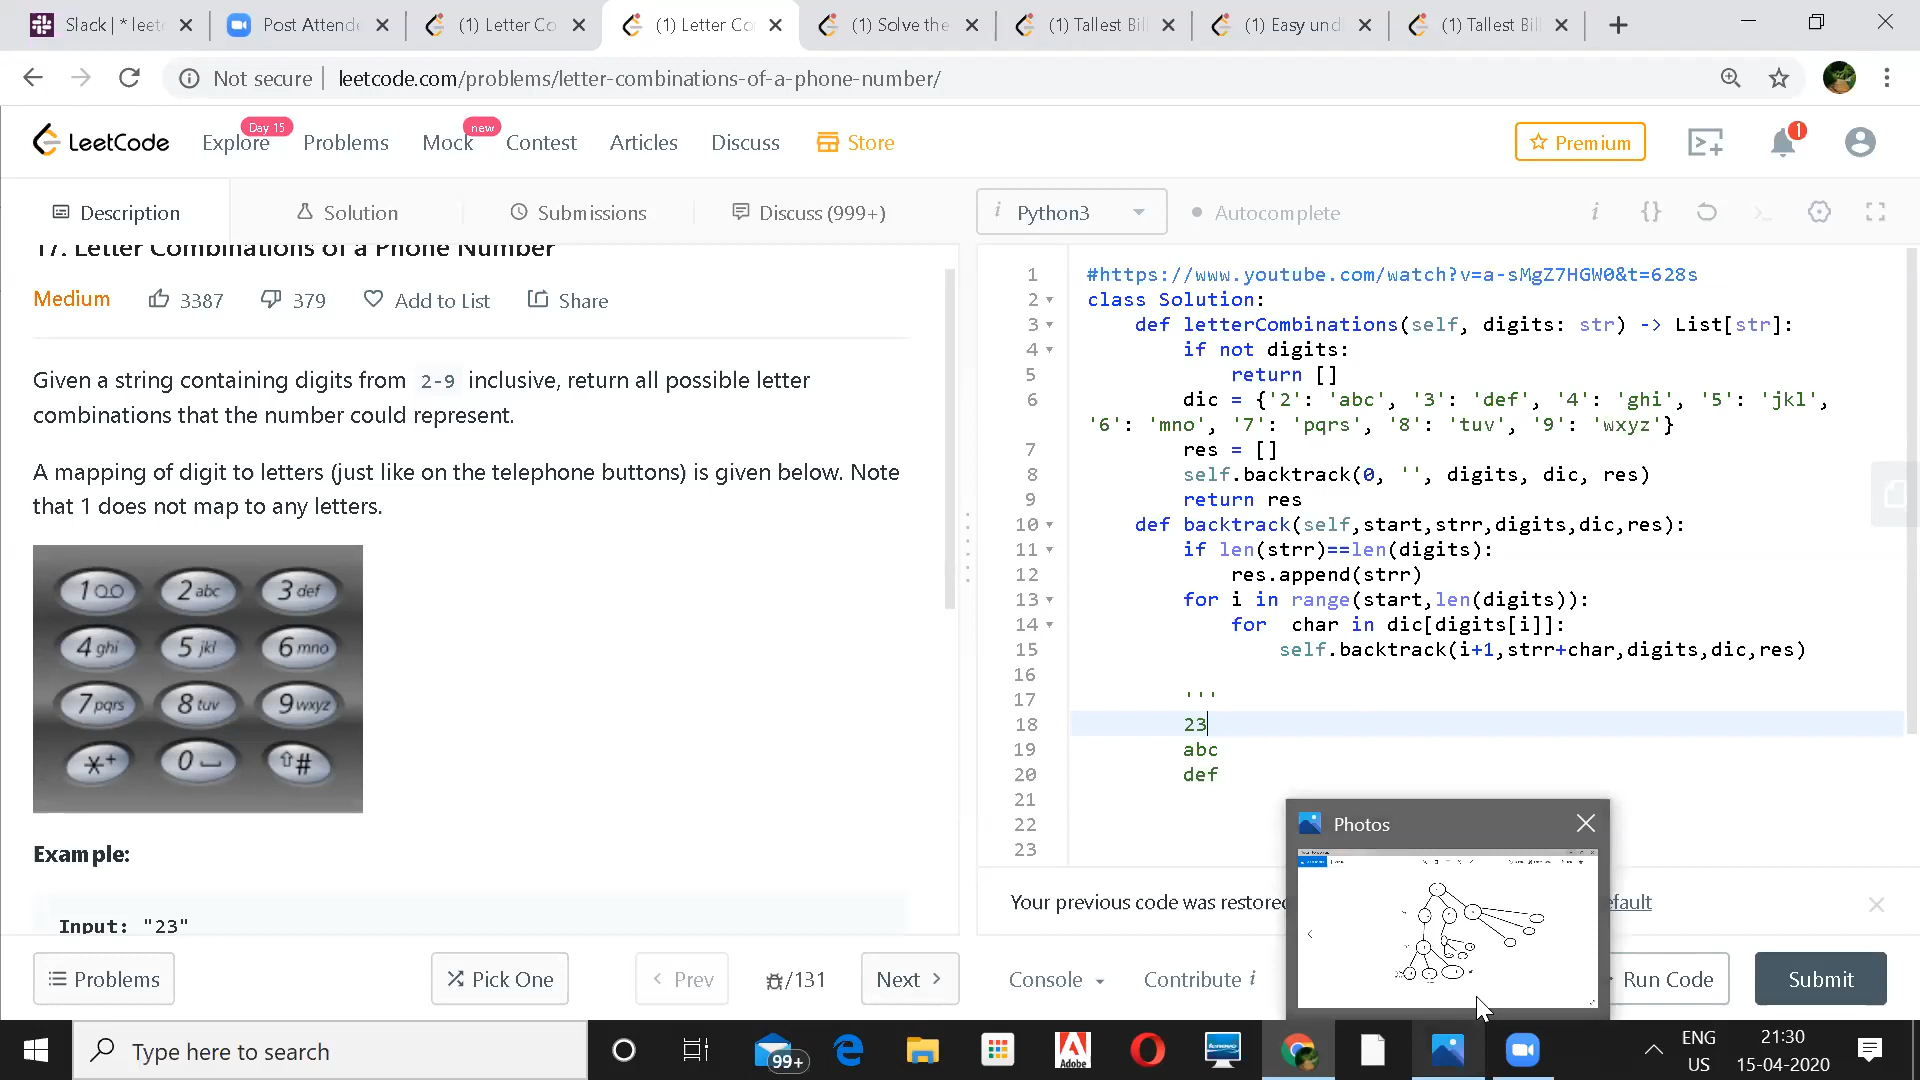 Slack | * leet
Post Attende
(1) Letter Co
(1) Letter Co
(1) Solve the
(1) Tallest Bil
(1) Easy und
(1) Tallest Bil
Not secure | leetcode.com/problems/letter-combinations-of-a-phone-number/
LeetCode
Explore
Day 15
Problems
Mock
new
Contest
Articles
Discuss
Store
Premium
1
Description
Solution
Submissions
Discuss (999+)
17. Letter Combinations of a Phone Number
Medium
3387
379
Add to List
Share
Given a string containing digits from 2-9 inclusive, return all possible letter
combinations that the number could represent.
A mapping of digit to letters (just like on the telephone buttons) is given below. Note
that 1 does not map to any letters.
1 2 abc 3 def
4 ghi 5 jkl 6 mno
7 pqrs 8 tuv 9 wxyz
*+ 0 #
Example:
Input: "23"
Problems
Pick One
Prev
/131
Next
i Python3
Autocomplete
i {}
1 #https://www.youtube.com/watch?v=a-sMgZ7HGW0&t=628s
2 class Solution:
3 def letterCombinations(self, digits: str) -> List[str]:
4 if not digits:
5 return []
6 dic = {'2': 'abc', '3': 'def', '4': 'ghi', '5': 'jkl',
'6': 'mno', '7': 'pqrs', '8': 'tuv', '9': 'wxyz'}
7 res = []
8 self.backtrack(0, '', digits, dic, res)
9 return res
10 def backtrack(self,start,strr,digits,dic,res):
11 if len(strr)==len(digits):
12 res.append(strr)
13 for i in range(start,len(digits)):
14 for  char in dic[digits[i]]:
15 self.backtrack(i+1,strr+char,digits,dic,res)
16
17 '''
18 23
19 abc
20 def
21
22
23
Photos
Your previous code was restored
efault
Console
Contribute i
Run Code
Submit
Type here to search
99+
Adobe
lenovo
ENG
US
21:30
15-04-2020